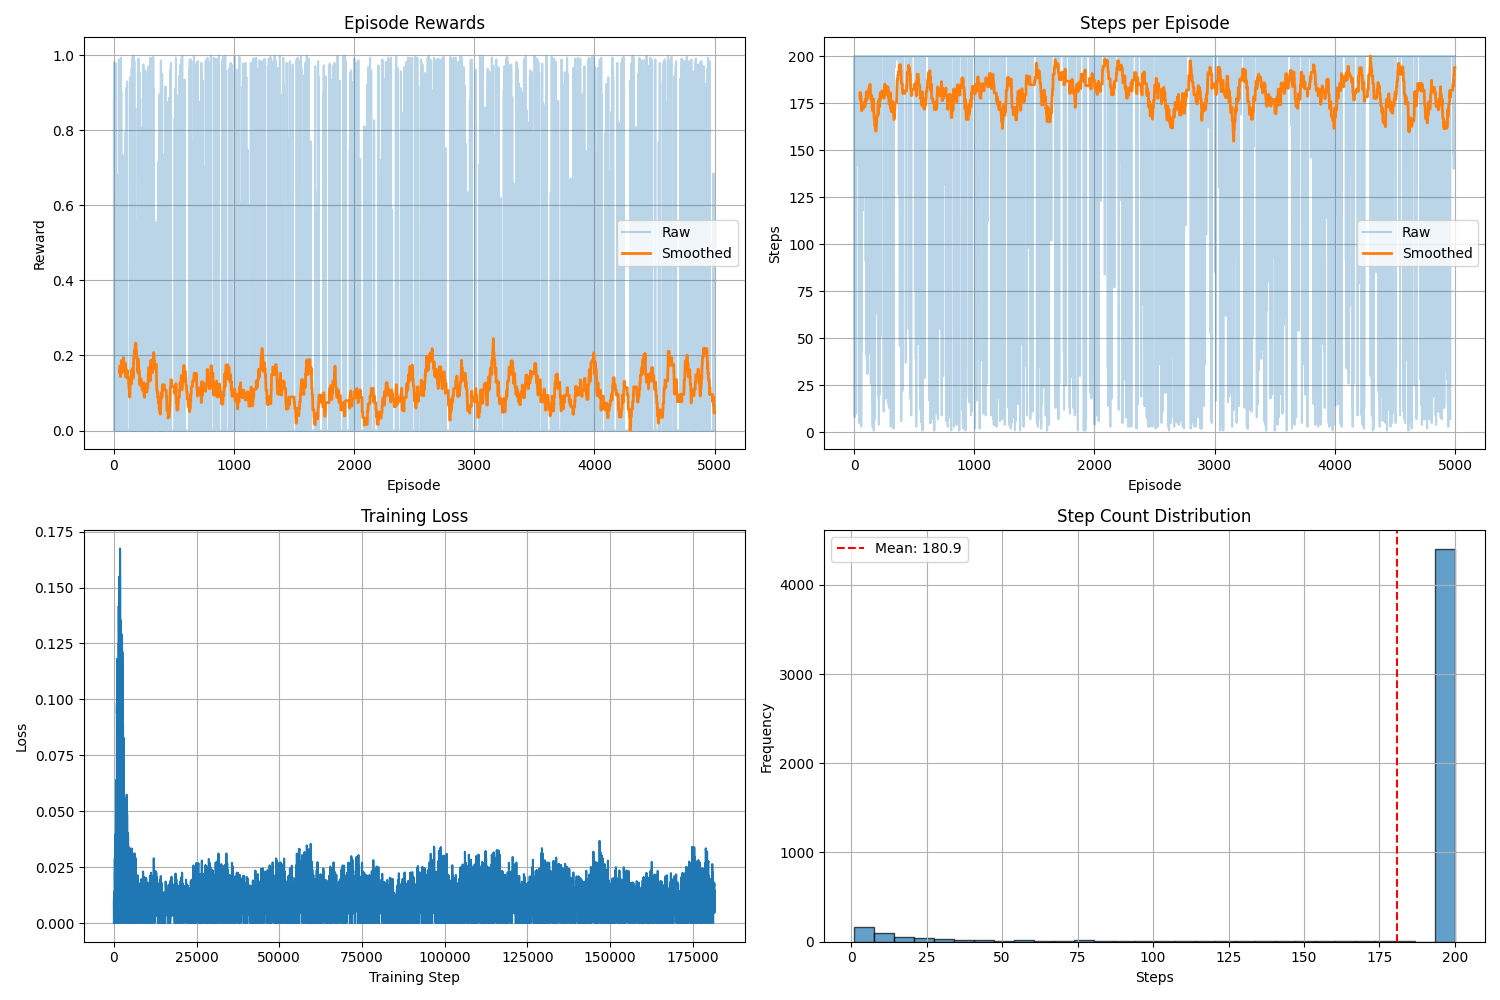 Episode Rewards
1.0
0.8
0.6
0.4
0.2
0.0
Reward
Raw
Smoothed
0 1000 2000 3000 4000 5000
Episode
Steps per Episode
200
175
150
125
100
75
50
25
0
Steps
Raw
Smoothed
0 1000 2000 3000 4000 5000
Episode
Training Loss
0.175
0.150
0.125
0.100
0.075
0.050
0.025
0.000
Loss
0 25000 50000 75000 100000 125000 150000 175000
Training Step
Step Count Distribution
Mean: 180.9
4000
3000
2000
1000
0
Frequency
0 25 50 75 100 125 150 175 200
Steps